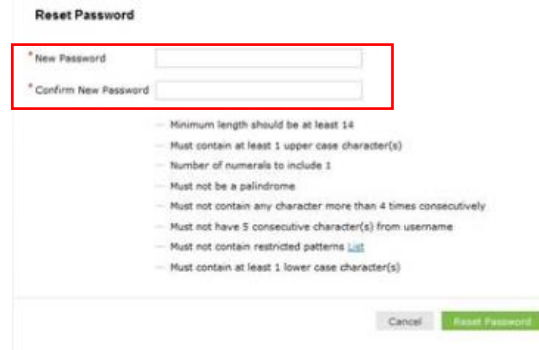 Reset Password
* New Password
* Confirm New Password
— Minimum length should be at least 14
— Must contain at least 1 upper case character(s)
— Number of numerals to include 1
— Must not be a palindrome
— Must not contain any character more than 4 times consecutively
— Must not have 5 consecutive character(s) from username
— Must not contain restricted patterns List
— Must contain at least 1 lower case character(s)
Cancel Reset Password